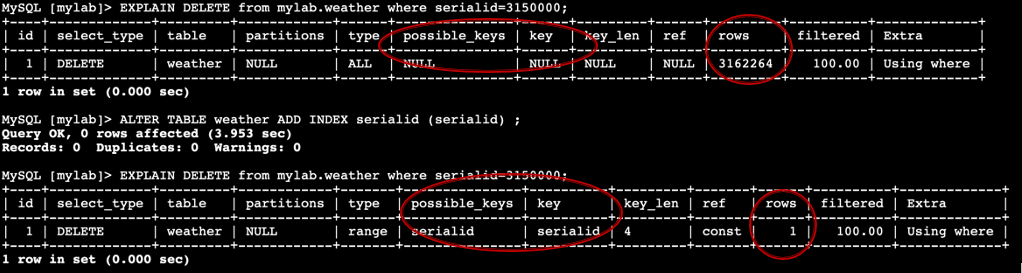 MySQL [mylab]> EXPLAIN DELETE from mylab.weather where serialid=3150000;
+----+-------------+---------+------------+------+---------------+------+---------+------+---------+----------+-------------+
| id | select_type | table   | partitions | type | possible_keys | key  | key_len | ref  | rows    | filtered | Extra       |
+----+-------------+---------+------------+------+---------------+------+---------+------+---------+----------+-------------+
|  1 | DELETE      | weather | NULL       | ALL  | NULL          | NULL | NULL    | NULL | 3162264 |   100.00 | Using where |
+----+-------------+---------+------------+------+---------------+------+---------+------+---------+----------+-------------+
1 row in set (0.000 sec)
MySQL [mylab]> ALTER TABLE weather ADD INDEX serialid (serialid) ;
Query OK, 0 rows affected (3.953 sec)
Records: 0  Duplicates: 0  Warnings: 0
MySQL [mylab]> EXPLAIN DELETE from mylab.weather where serialid=3150000;
+----+-------------+---------+------------+-------+---------------+----------+---------+-------+------+----------+-------------+
| id | select_type | table   | partitions | type  | possible_keys | key      | key_len | ref   | rows | filtered | Extra       |
+----+-------------+---------+------------+-------+---------------+----------+---------+-------+------+----------+-------------+
|  1 | DELETE      | weather | NULL       | range | serialid      | serialid | 4       | const |    1 |   100.00 | Using where |
+----+-------------+---------+------------+-------+---------------+----------+---------+-------+------+----------+-------------+
1 row in set (0.000 sec)